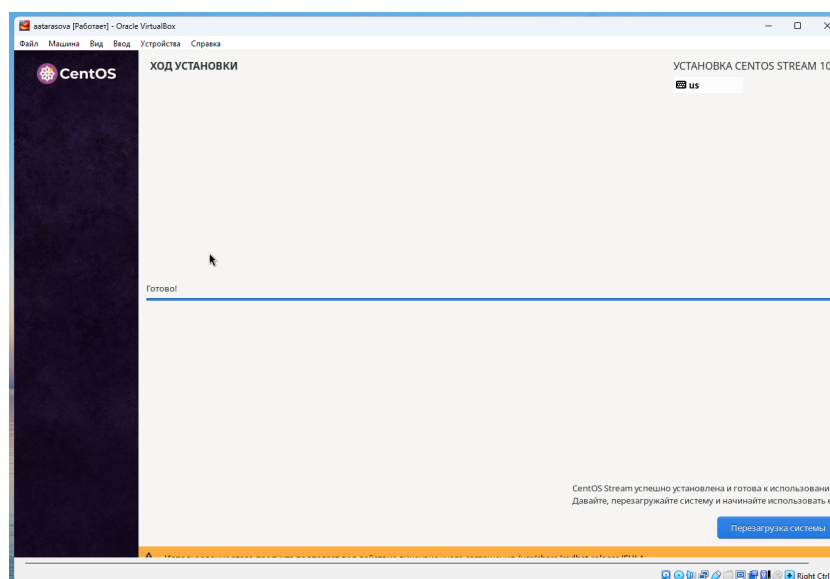 aatarasova [Работает] - Oracle VirtualBox
Файл Машина Вид Ввод Устройства Справка
CentOS
ХОД УСТАНОВКИ
УСТАНОВКА CENTOS STREAM 10
us
Готово!
CentOS Stream успешно установлена и готова к использовани
Давайте, перезагружайте систему и начинайте использовать е
Перезагрузка системы
Right Ctrl